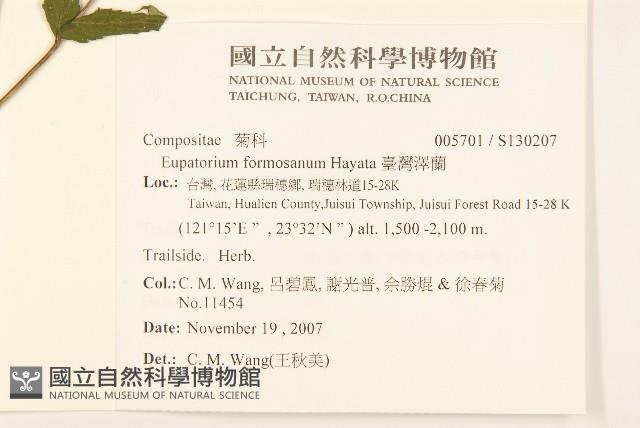 國立自然科學博物館
NATIONAL MUSEUM OF NATURAL SCIENCE
TAICHUNG, TAIWAN, R.O.CHINA
Compositae 菊科 005701 / S130207
Eupatorium formosanum Hayata 臺灣澤蘭
Loc.: 台灣, 花蓮縣瑞穗鄉, 瑞穗林道15-28K
Taiwan, Hualien County,Juisui Township, Juisui Forest Road 15-28 K
(121°15’E ” , 23°32’N ” ) alt. 1,500 -2,100 m.
Trailside. Herb.
Col.: C. M. Wang, 呂碧鳳, 謝光普, 余勝焜 & 徐春菊
No.11454
Date: November 19 , 2007
Det.: C. M. Wang(王秋美)
國立自然科學博物館
NATIONAL MUSEUM OF NATURAL SCIENCE